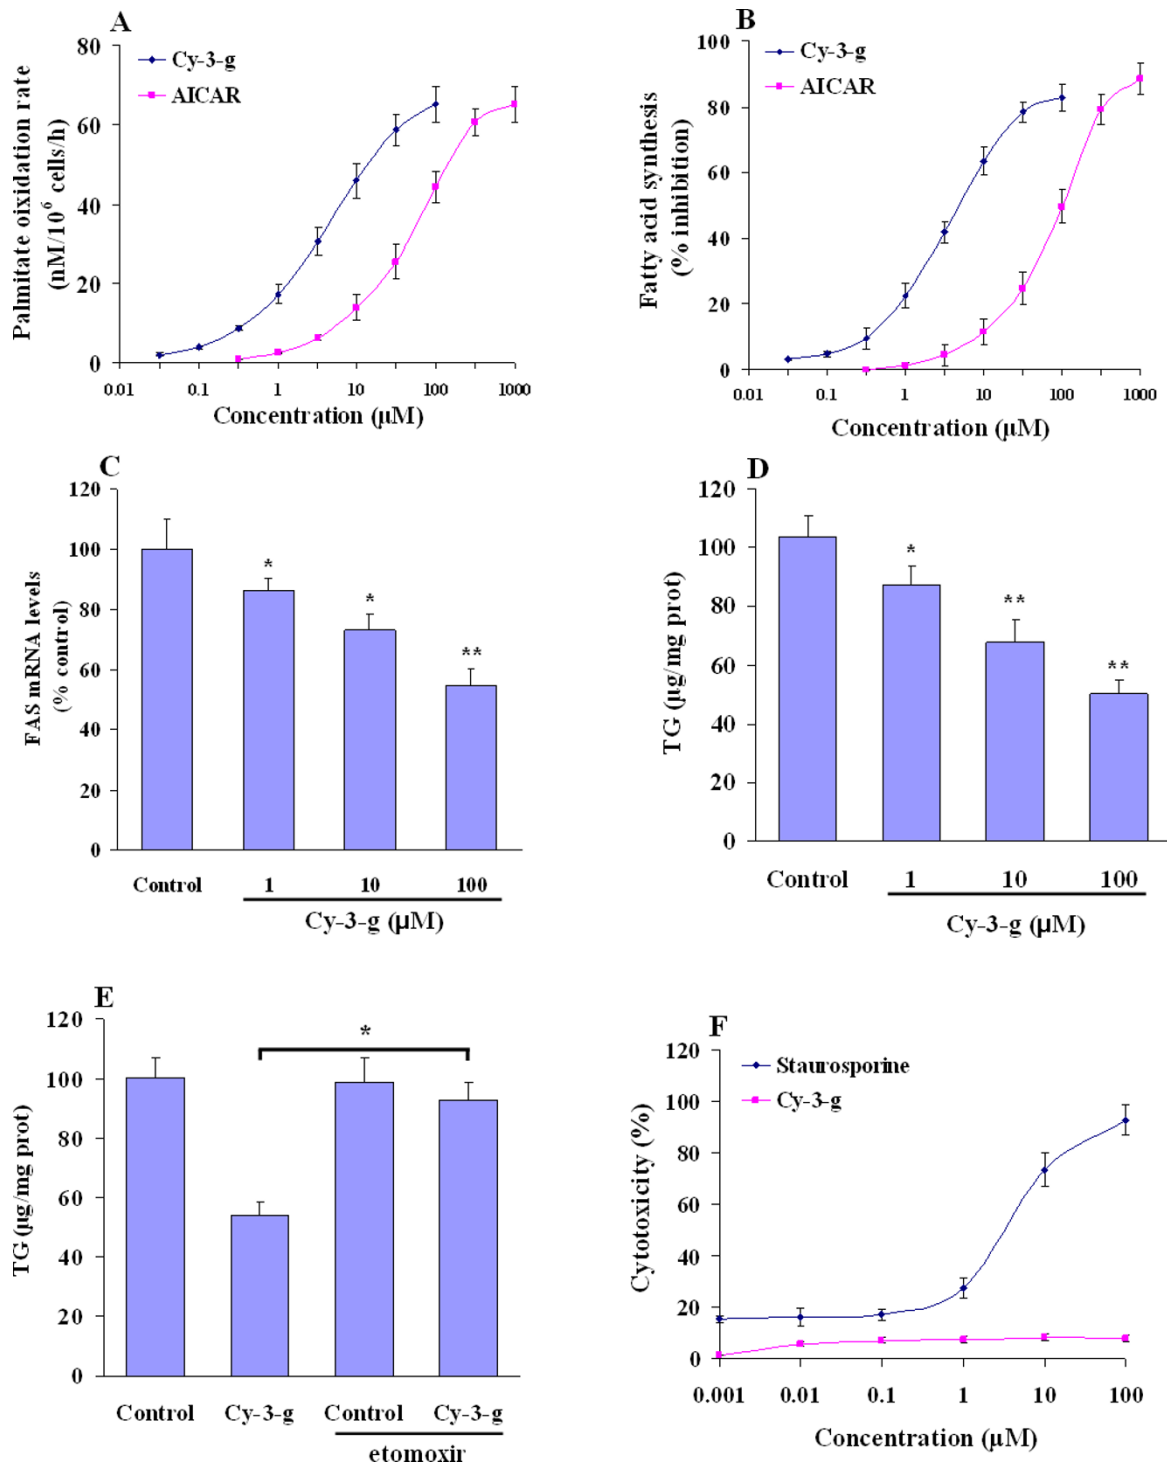 A
Palmitate oixidation rate
(nM/10⁶ cells/h)
80
60
40
20
0
Cy-3-g
AICAR
0.01 0.1 1 10 100 1000
Concentration (µM)
B
Fatty acid synthesis
(% inhibition)
100
80
60
40
20
0
Cy-3-g
AICAR
0.01 0.1 1 10 100 1000
Concentration (µM)
C
FAS mRNA levels
(% control)
120
100
80
60
40
20
0
* * **
Control 1 10 100
Cy-3-g (µM)
D
TG (µg/mg prot)
120
100
80
60
40
20
0
* ** **
Control 1 10 100
Cy-3-g (µM)
E
TG (µg/mg prot)
120
100
80
60
40
20
0
*
Control Cy-3-g Control Cy-3-g
etomoxir
F
Cytotoxicity (%)
120
100
80
60
40
20
0
Staurosporine
Cy-3-g
0.001 0.01 0.1 1 10 100
Concentration (µM)